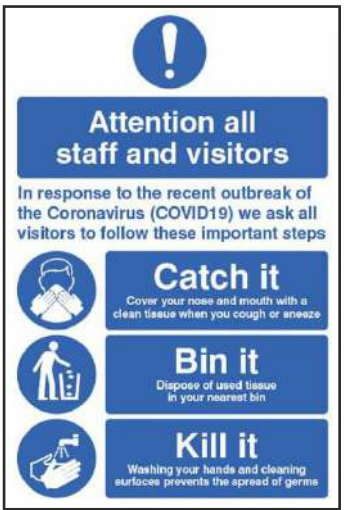 Attention all
staff and visitors
In response to the recent outbreak of
the Coronavirus (COVID19) we ask all
visitors to follow these important steps
Catch it
Cover your nose and mouth with a
clean tissue when you cough or sneeze
Bin it
Dispose of used tissue
in your nearest bin
Kill it
Washing your hands and cleaning
surfaces prevents the spread of germs